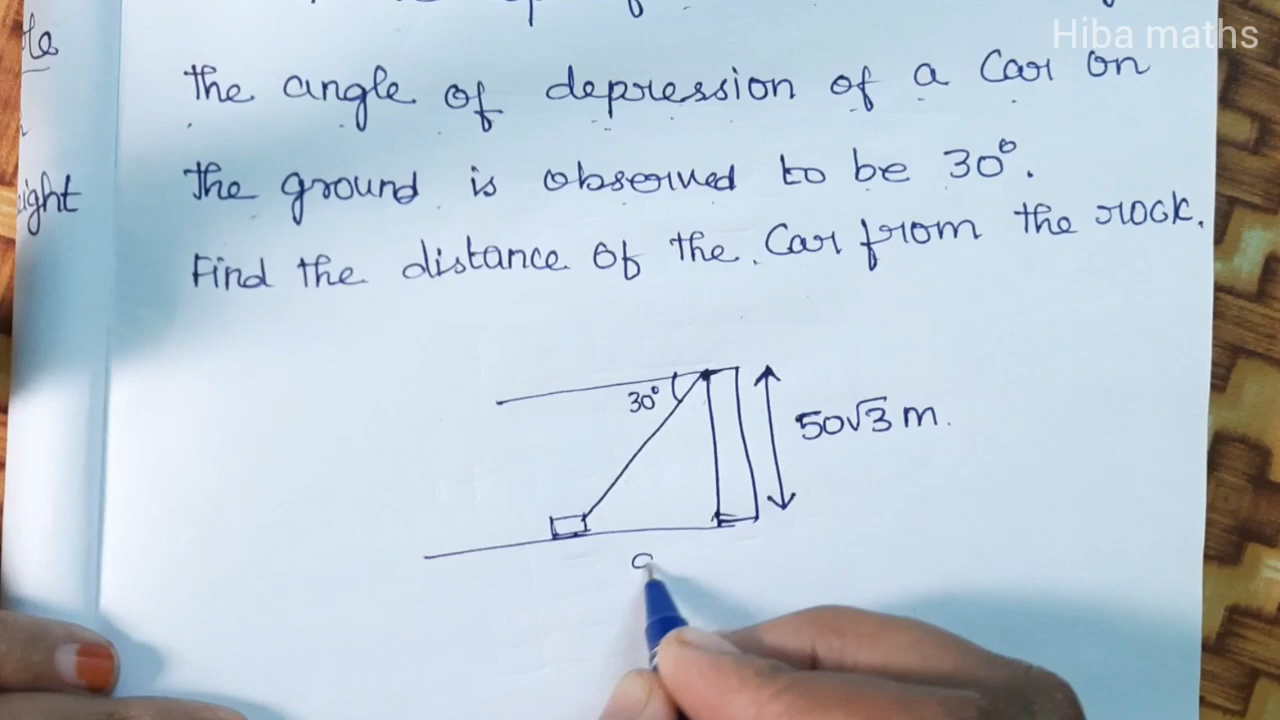 Hiba maths
the angle of depression of a Car on
the ground is observed to be 30°.
Find the distance of the Car from the rock.
30°
50√3 m.